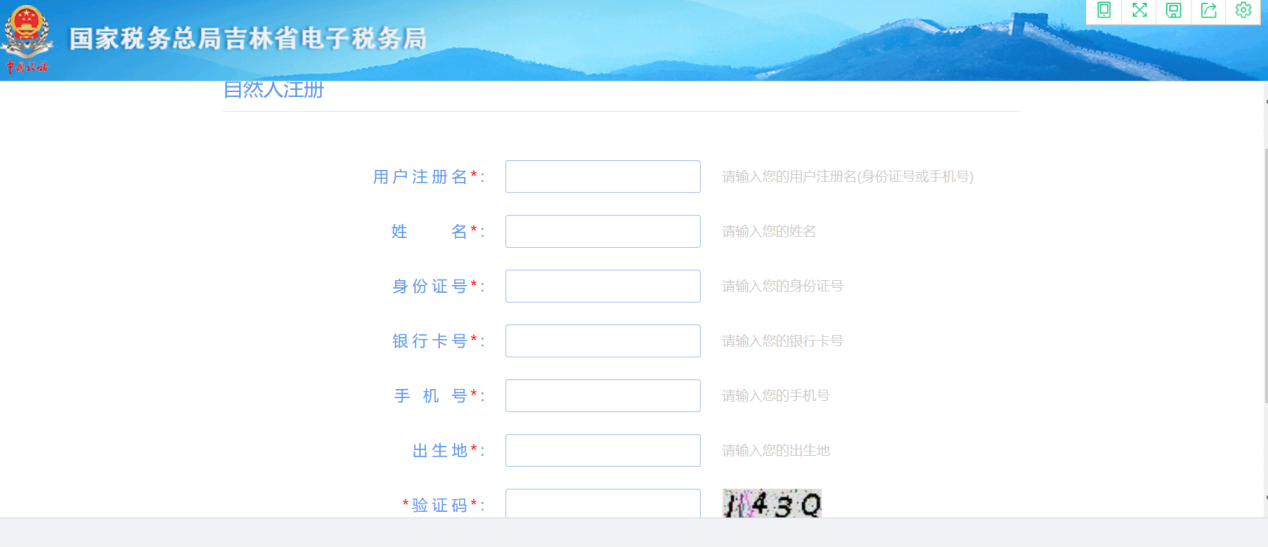 国家税务总局吉林省电子税务局
中国税务
自然人注册
用户注册名*: 请输入您的用户注册名(身份证号或手机号)
姓 名*: 请输入您的姓名
身份证号*: 请输入您的身份证号
银行卡号*: 请输入您的银行卡号
手 机 号*: 请输入您的手机号
出生地*: 请输入您的出生地
*验证码*: